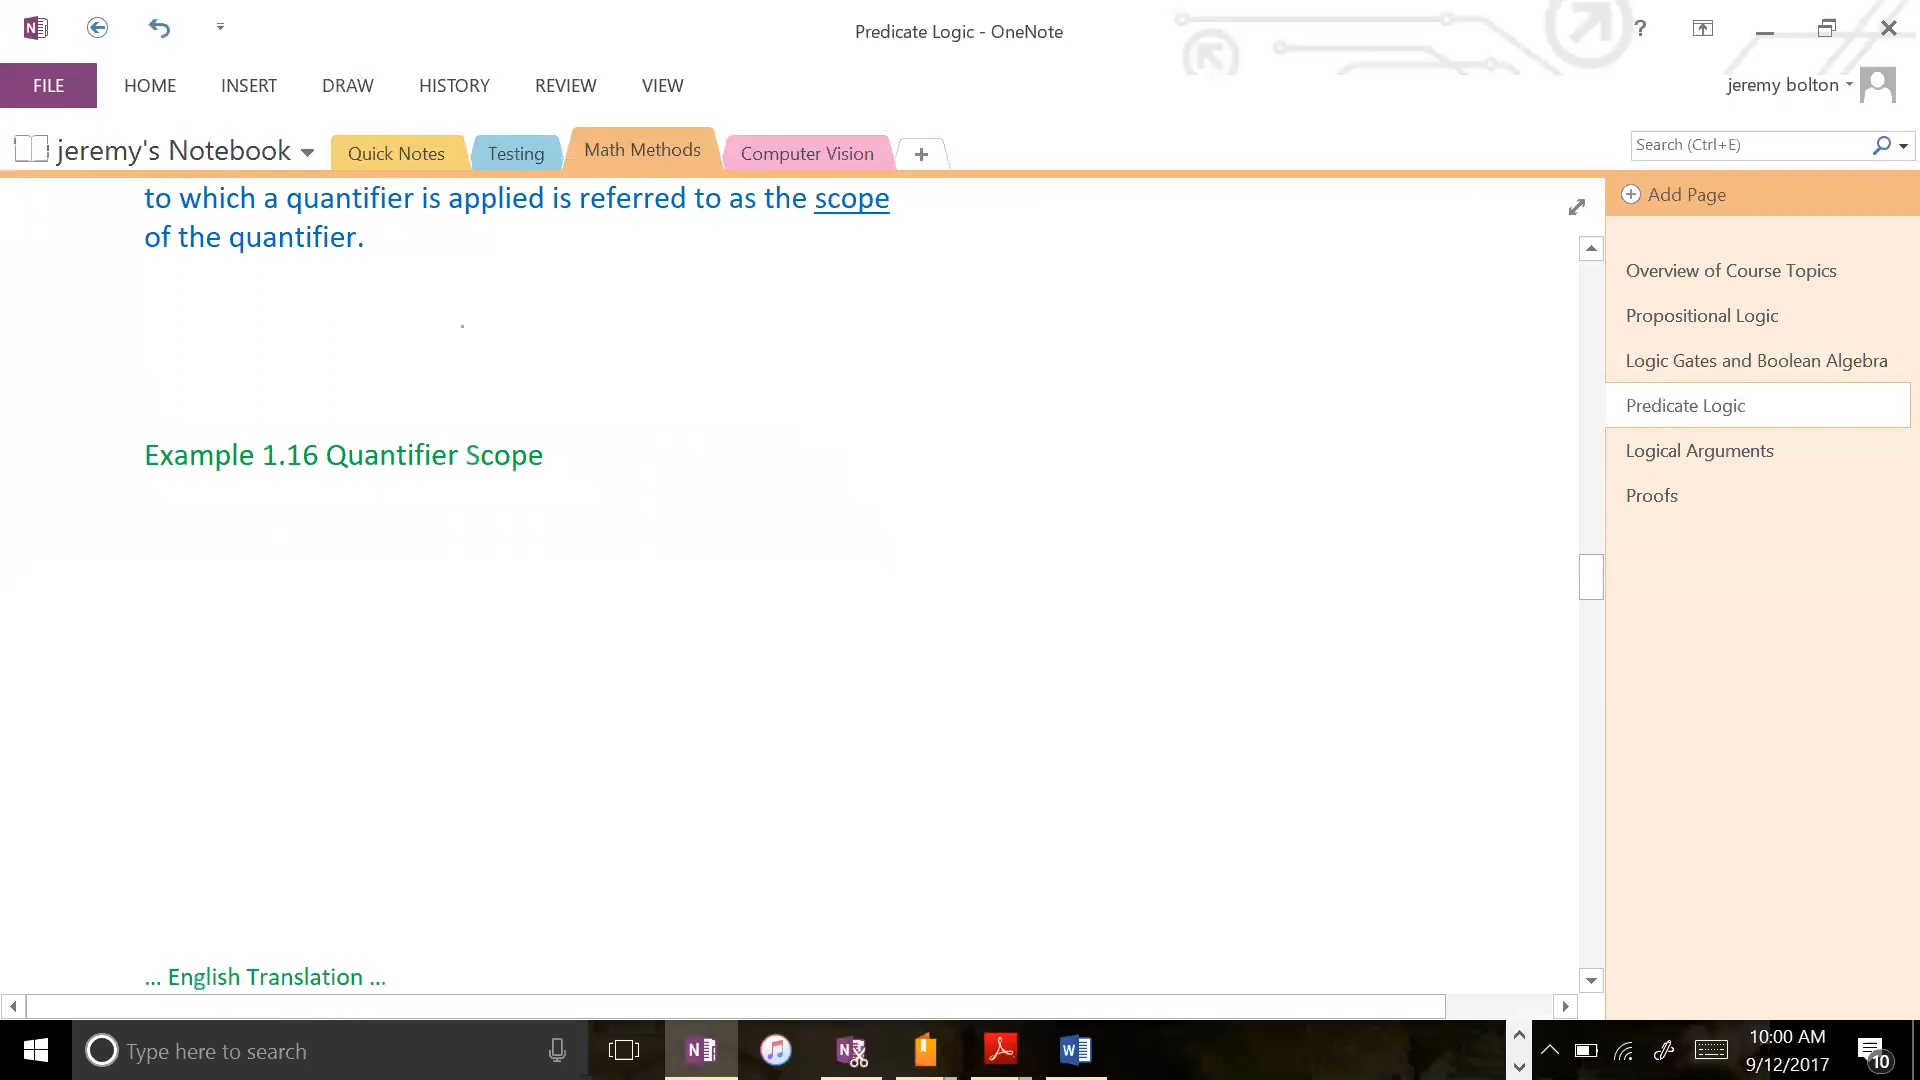 Predicate Logic - OneNote
?
FILE HOME INSERT DRAW HISTORY REVIEW VIEW
jeremy bolton
jeremy's Notebook
Quick Notes Testing Math Methods Computer Vision +
Search (Ctrl+E)
to which a quantifier is applied is referred to as the scope
of the quantifier.
Example 1.16 Quantifier Scope
... English Translation ...
Add Page
Overview of Course Topics
Propositional Logic
Logic Gates and Boolean Algebra
Predicate Logic
Logical Arguments
Proofs
Type here to search
10:00 AM
9/12/2017
10